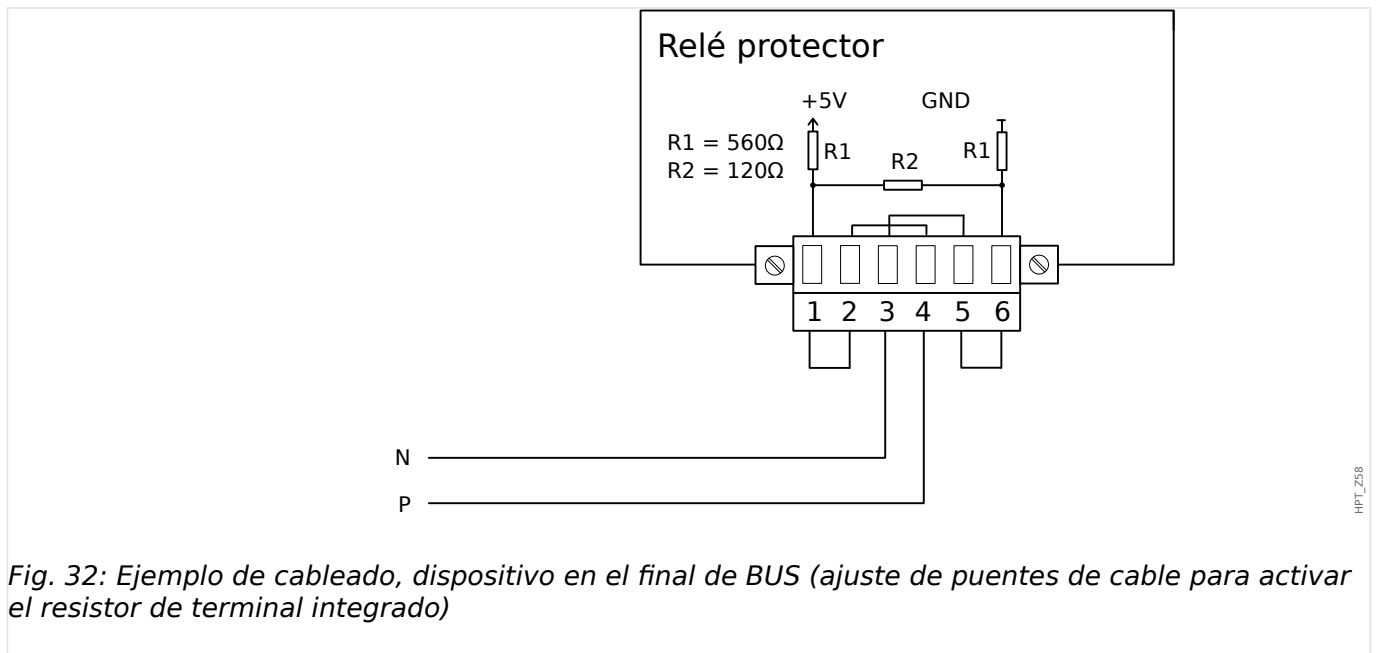 Relé protector
+5V GND
R1 = 560Ω
R2 = 120Ω
R1 R2 R1
1 2 3 4 5 6
N
P
HPT_Z58
Fig. 32: Ejemplo de cableado, dispositivo en el final de BUS (ajuste de puentes de cable para activar
el resistor de terminal integrado)